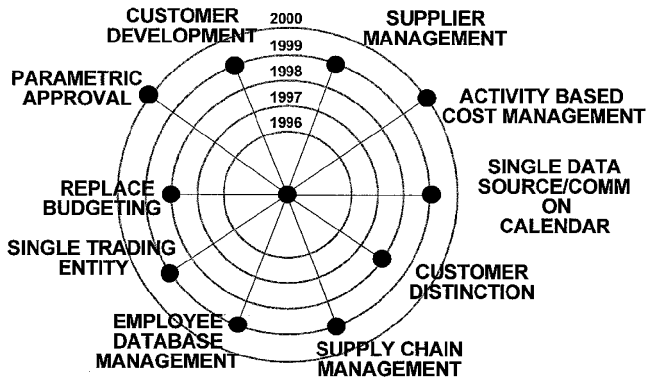 CUSTOMER
DEVELOPMENT
2000
SUPPLIER
MANAGEMENT
1999
1998
1997
1996
PARAMETRIC
APPROVAL
ACTIVITY BASED
COST MANAGEMENT
REPLACE
BUDGETING
SINGLE DATA
SOURCE/COMM
ON
CALENDAR
SINGLE TRADING
ENTITY
CUSTOMER
DISTINCTION
EMPLOYEE
DATABASE
MANAGEMENT
SUPPLY CHAIN
MANAGEMENT